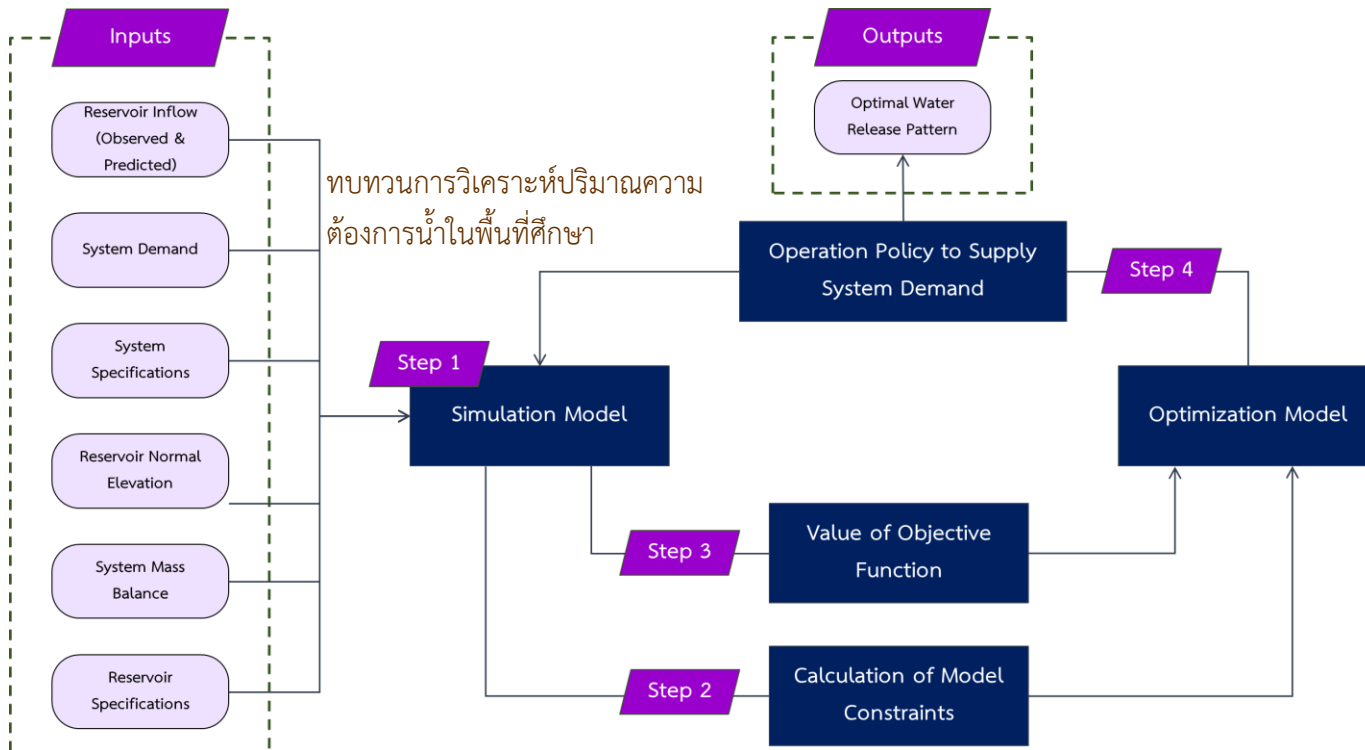 Inputs
Reservoir Inflow
(Observed &
Predicted)
System Demand
System
Specifications
Reservoir Normal
Elevation
System Mass
Balance
Reservoir
Specifications
ทบทวนการวิเคราะห์ปริมาณความ
ต้องการน้ำในพื้นที่ศึกษา
Outputs
Optimal Water
Release Pattern
Operation Policy to Supply
System Demand
Step 4
Step 1
Simulation Model
Optimization Model
Step 3
Value of Objective
Function
Step 2
Calculation of Model
Constraints